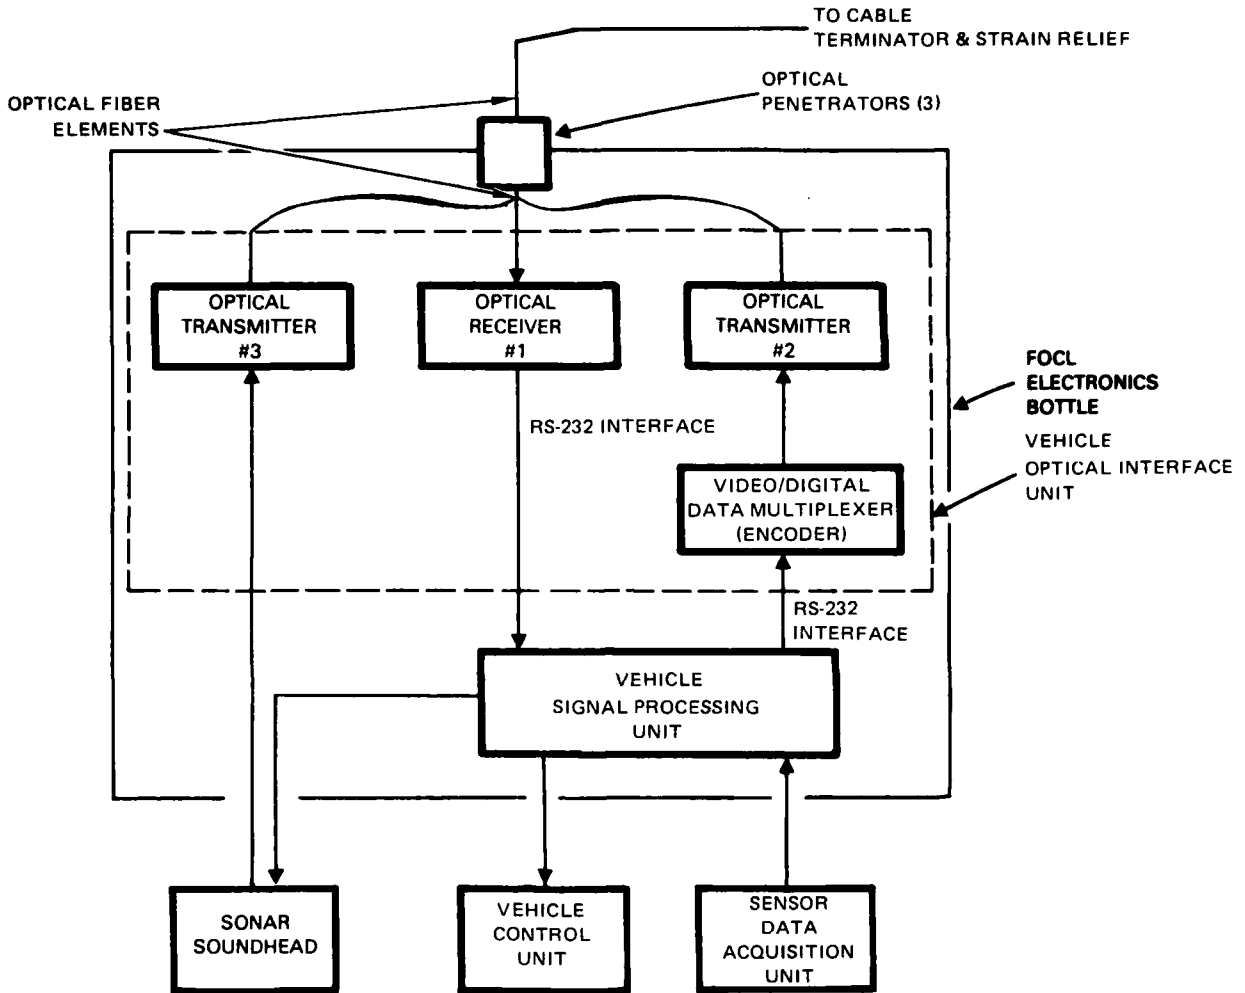 TO CABLE
TERMINATOR & STRAIN RELIEF
OPTICAL
PENETRATORS (3)
OPTICAL FIBER
ELEMENTS
OPTICAL
TRANSMITTER
#3
OPTICAL
RECEIVER
#1
OPTICAL
TRANSMITTER
#2
FOCL
ELECTRONICS
BOTTLE
RS-232 INTERFACE
VEHICLE
OPTICAL INTERFACE
UNIT
VIDEO/DIGITAL
DATA MULTIPLEXER
(ENCODER)
RS-232
INTERFACE
VEHICLE
SIGNAL PROCESSING
UNIT
SONAR
SOUNDHEAD
VEHICLE
CONTROL
UNIT
SENSOR
DATA
ACQUISITION
UNIT